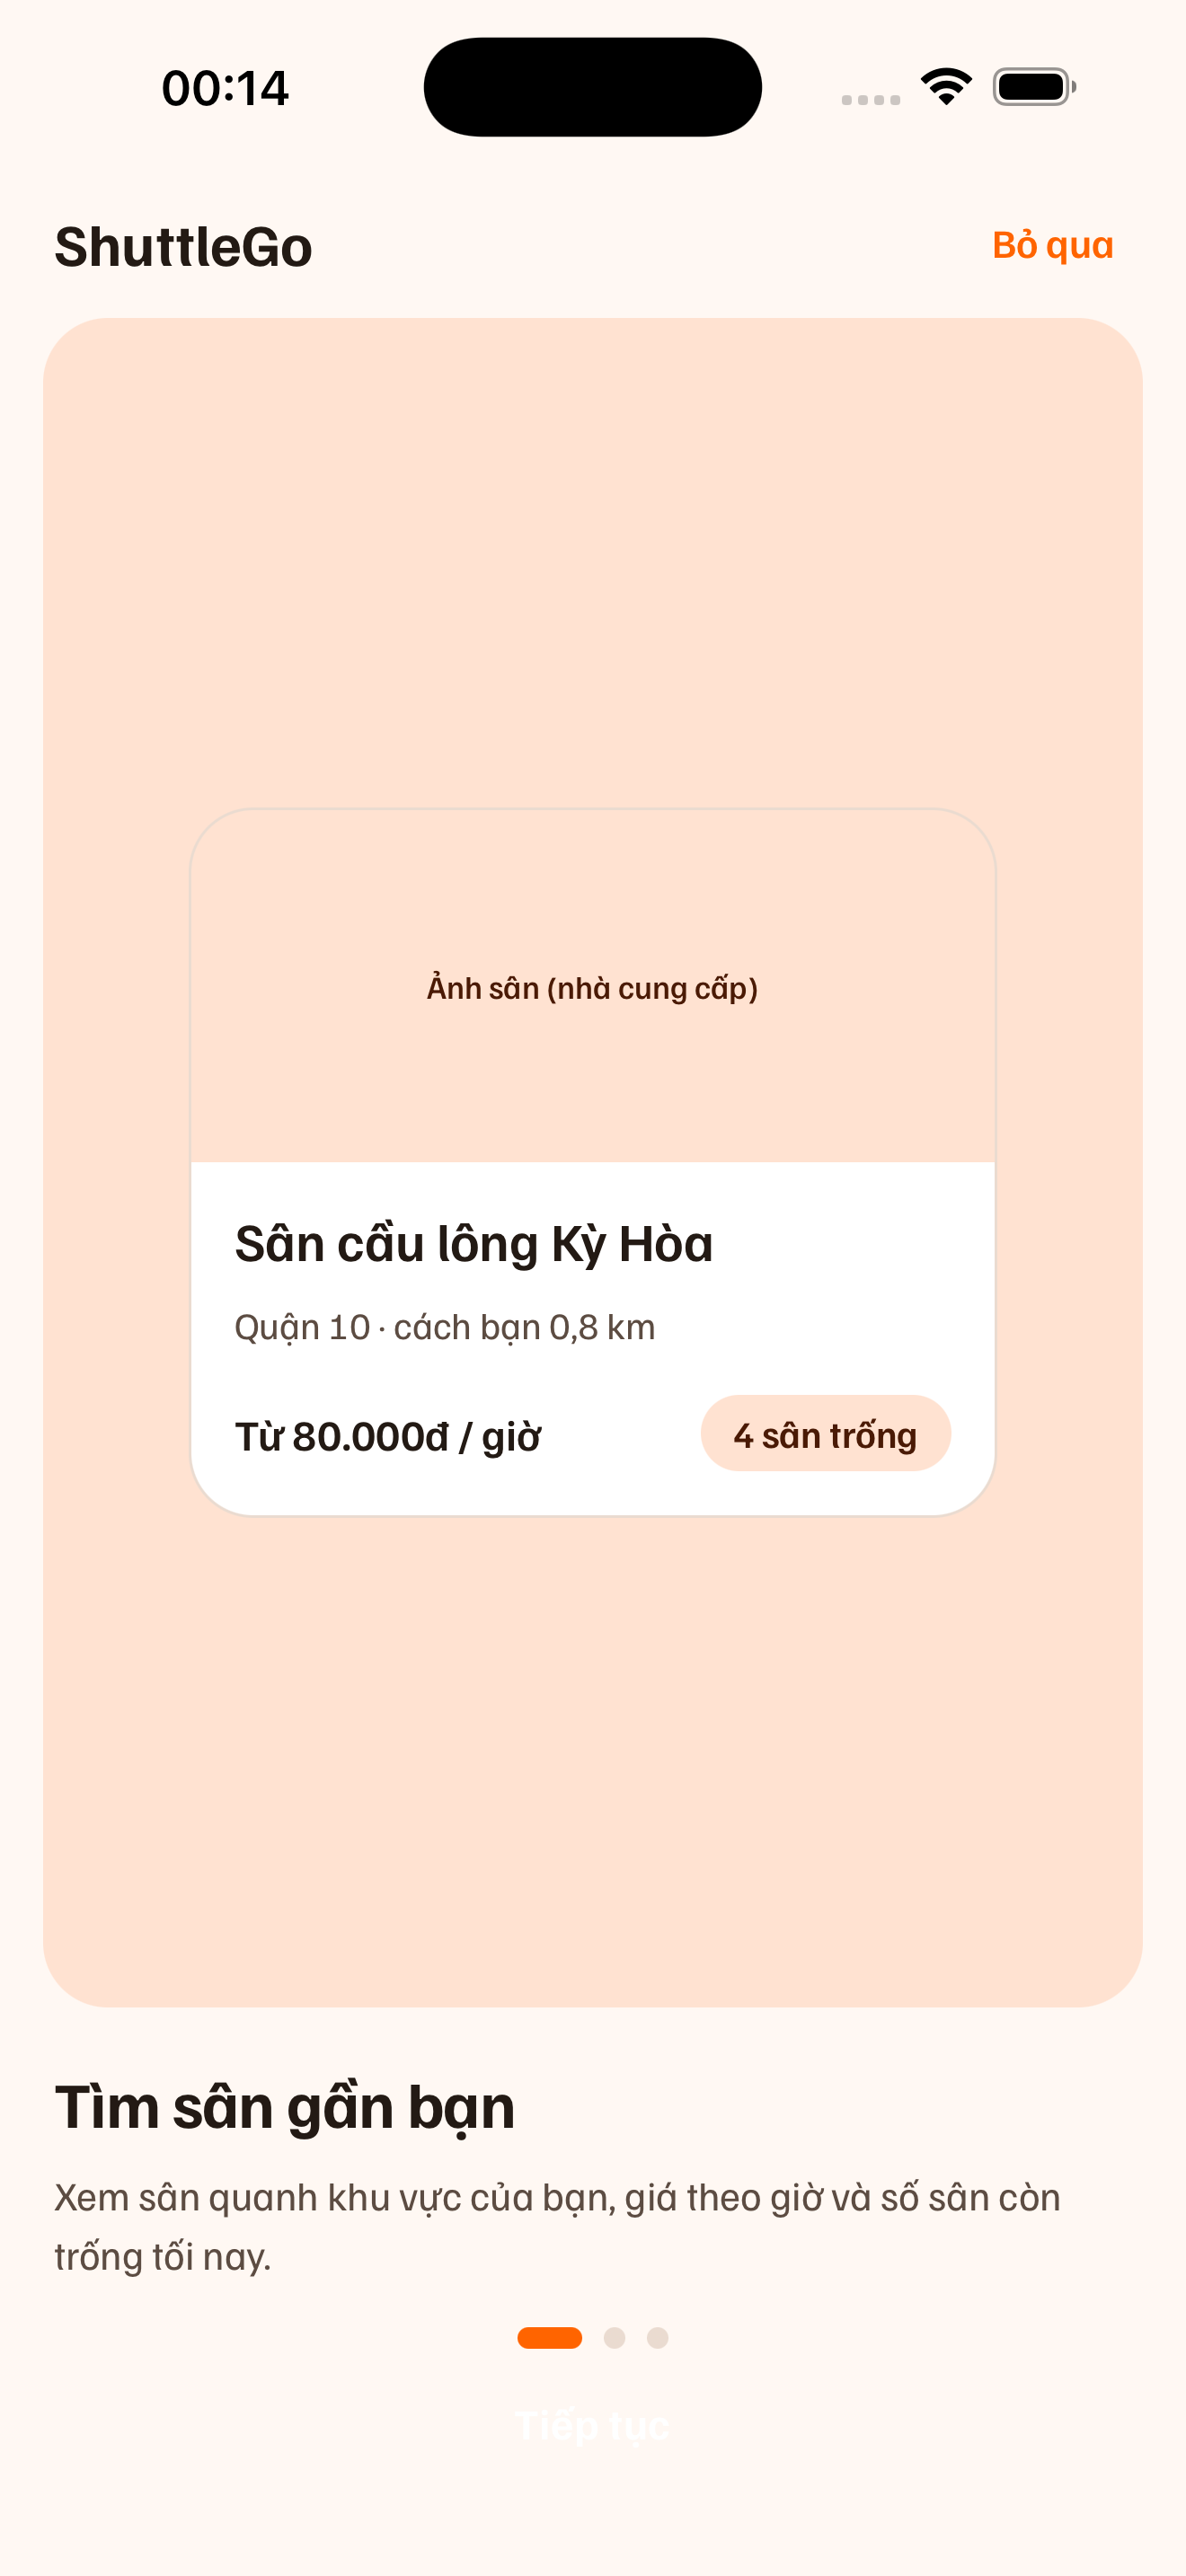 00:14
ShuttleGo
Bỏ qua
Ảnh sân (nhà cung cấp)
Sân cầu lông Kỳ Hòa
Quận 10 · cách bạn 0,8 km
Từ 80.000đ / giờ
4 sân trống
Tìm sân gần bạn
Xem sân quanh khu vực của bạn, giá theo giờ và số sân còn
trống tối nay.
Tiếp tục